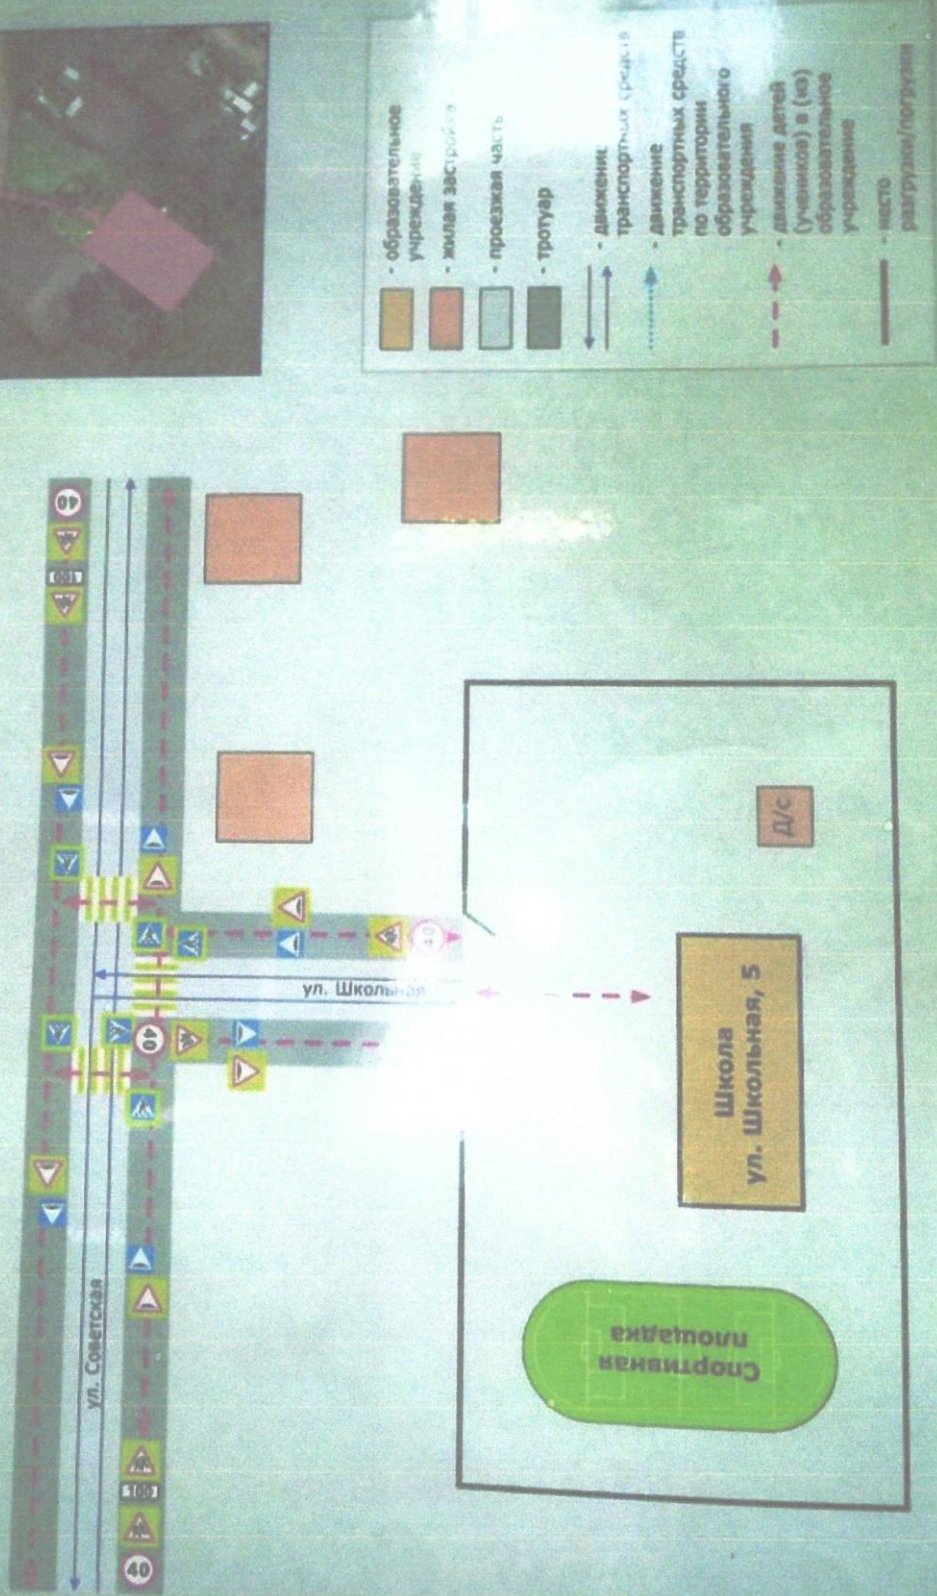 - образовательное
учреждение
- жилая застройка
- проезжая часть
- тротуар
- движение
транспортных средств
- движение
транспортных средств
по территории
образовательного
учреждения
- движение детей
(учеников) в (из)
образовательное
учреждение
- место
разгрузки/погрузки
40
100
ул. Школьная
40
40
ул. Советская
100
40
Д/с
Школа
ул. Школьная, 5
Спортивная
площадка